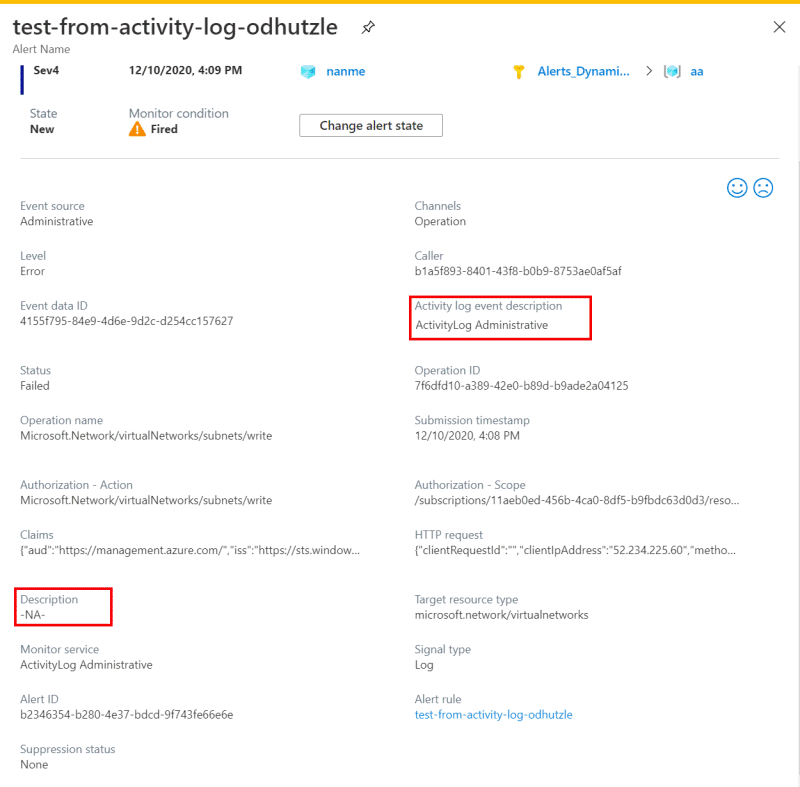 test-from-activity-log-odhutzle
Alert Name
Sev4 12/10/2020, 4:09 PM nanme Alerts_Dynami... > aa
State Monitor condition
New Fired Change alert state
Event source Channels
Administrative Operation
Level Caller
Error b1a5f893-8401-43f8-b0b9-8753ae0af5af
Event data ID Activity log event description
4155f795-84e9-4d6e-9d2c-d254cc157627 ActivityLog Administrative
Status Operation ID
Failed 7f6dfd10-a389-42e0-b89d-b9ade2a04125
Operation name Submission timestamp
Microsoft.Network/virtualNetworks/subnets/write 12/10/2020, 4:08 PM
Authorization - Action Authorization - Scope
Microsoft.Network/virtualNetworks/subnets/write /subscriptions/11aeb0ed-456b-4ca0-8df5-b9fbdc63d0d3/reso...
Claims HTTP request
{"aud":"https://management.azure.com/","iss":"https://sts.window... {"clientRequestId":"","clientIpAddress":"52.234.225.60","metho...
Description Target resource type
-NA- microsoft.network/virtualnetworks
Monitor service Signal type
ActivityLog Administrative Log
Alert ID Alert rule
b2346354-b280-4e37-bdcd-9f743fe66e6e test-from-activity-log-odhutzle
Suppression status
None